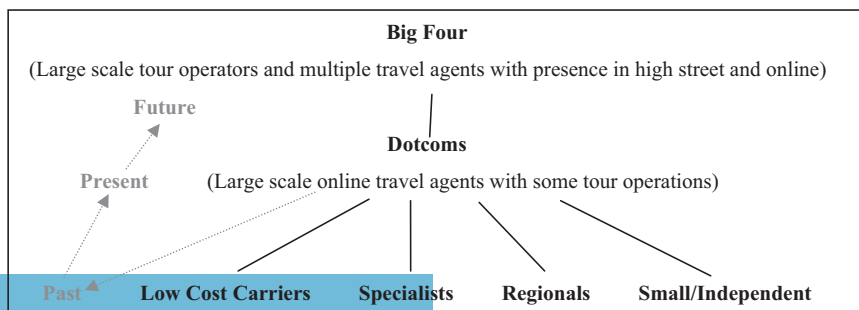 Big Four
(Large scale tour operators and multiple travel agents with presence in high street and online)
Future
Dotcoms
Present (Large scale online travel agents with some tour operations)
Past Low Cost Carriers Specialists Regionals Small/Independent